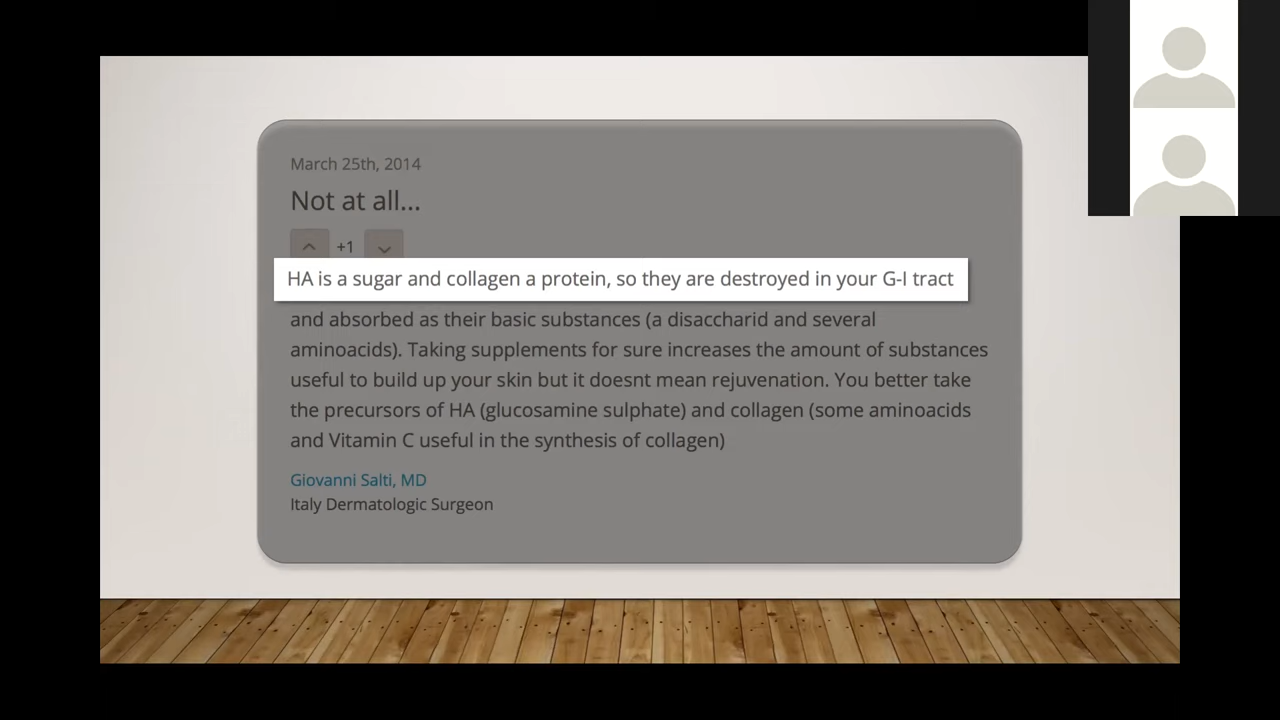 March 25th, 2014
Not at all...
+1
HA is a sugar and collagen a protein, so they are destroyed in your G-I tract
and absorbed as their basic substances (a disaccharid and several
aminoacids). Taking supplements for sure increases the amount of substances
useful to build up your skin but it doesnt mean rejuvenation. You better take
the precursors of HA (glucosamine sulphate) and collagen (some aminoacids
and Vitamin C useful in the synthesis of collagen)
Giovanni Salti, MD
Italy Dermatologic Surgeon